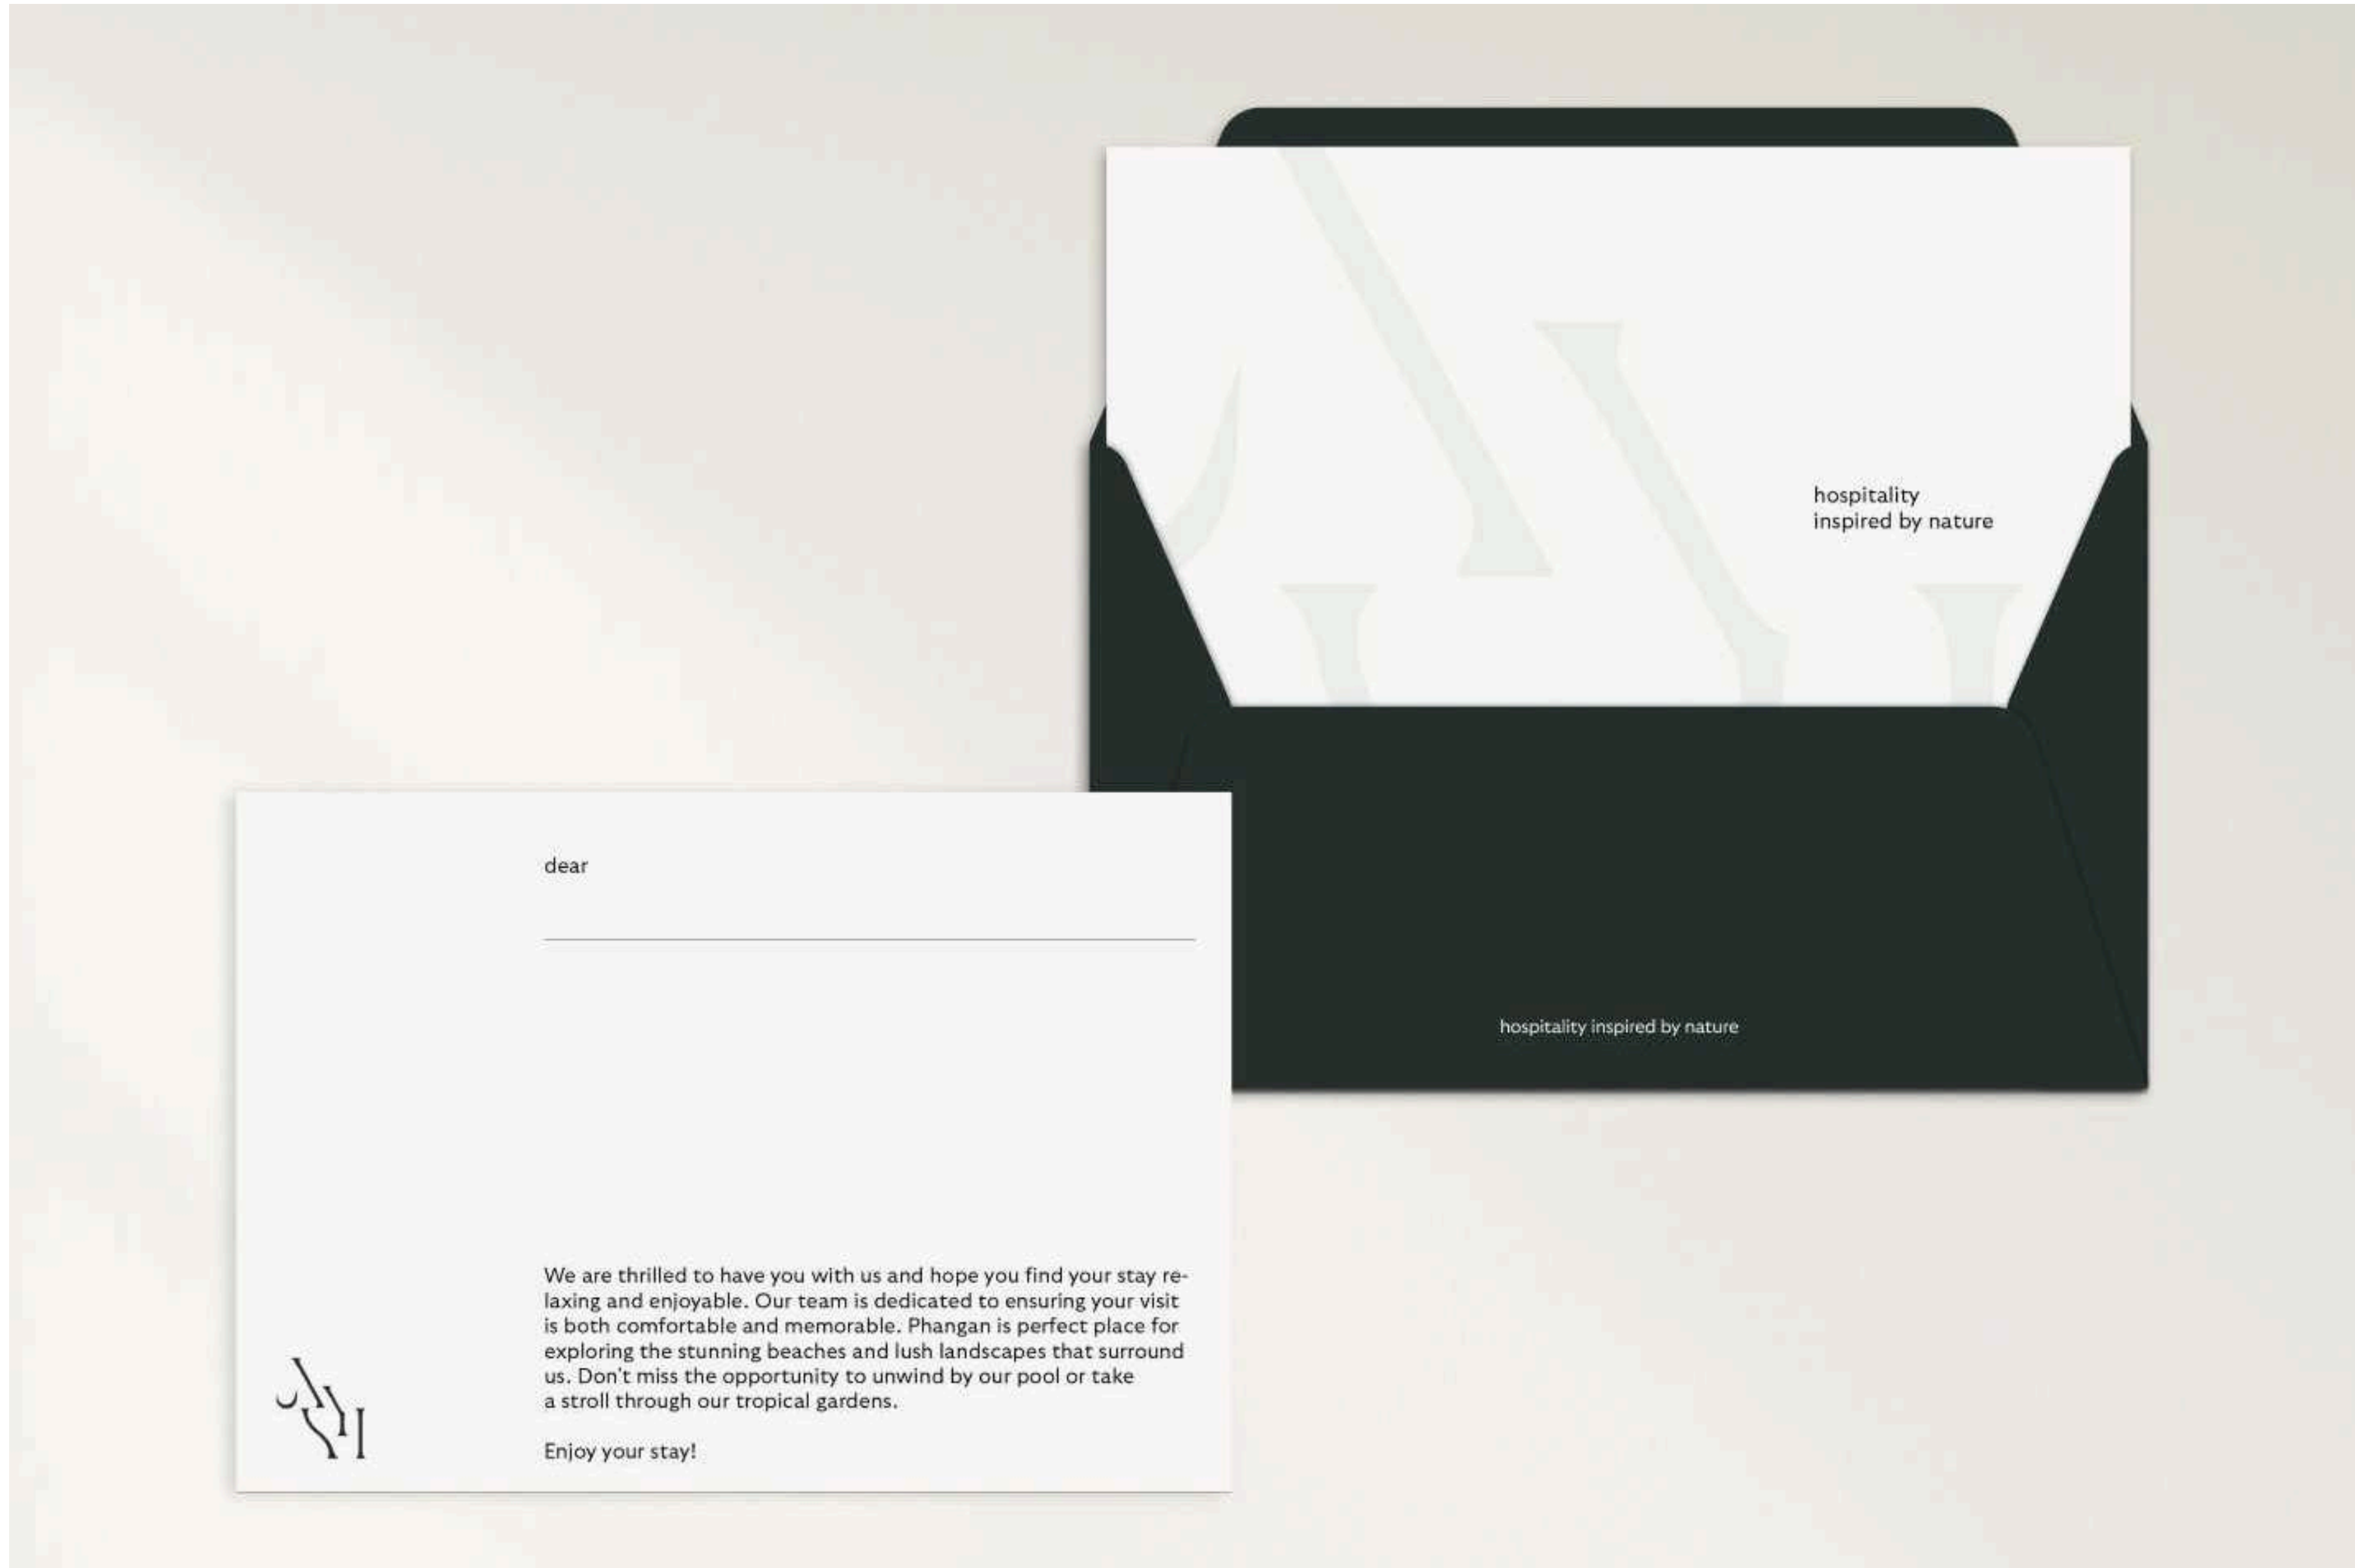 hospitality
inspired by nature
hospitality inspired by nature
dear
We are thrilled to have you with us and hope you find your stay re-
laxing and enjoyable. Our team is dedicated to ensuring your visit
is both comfortable and memorable. Phangan is perfect place for
exploring the stunning beaches and lush landscapes that surround
us. Don't miss the opportunity to unwind by our pool or take
a stroll through our tropical gardens.
Enjoy your stay!